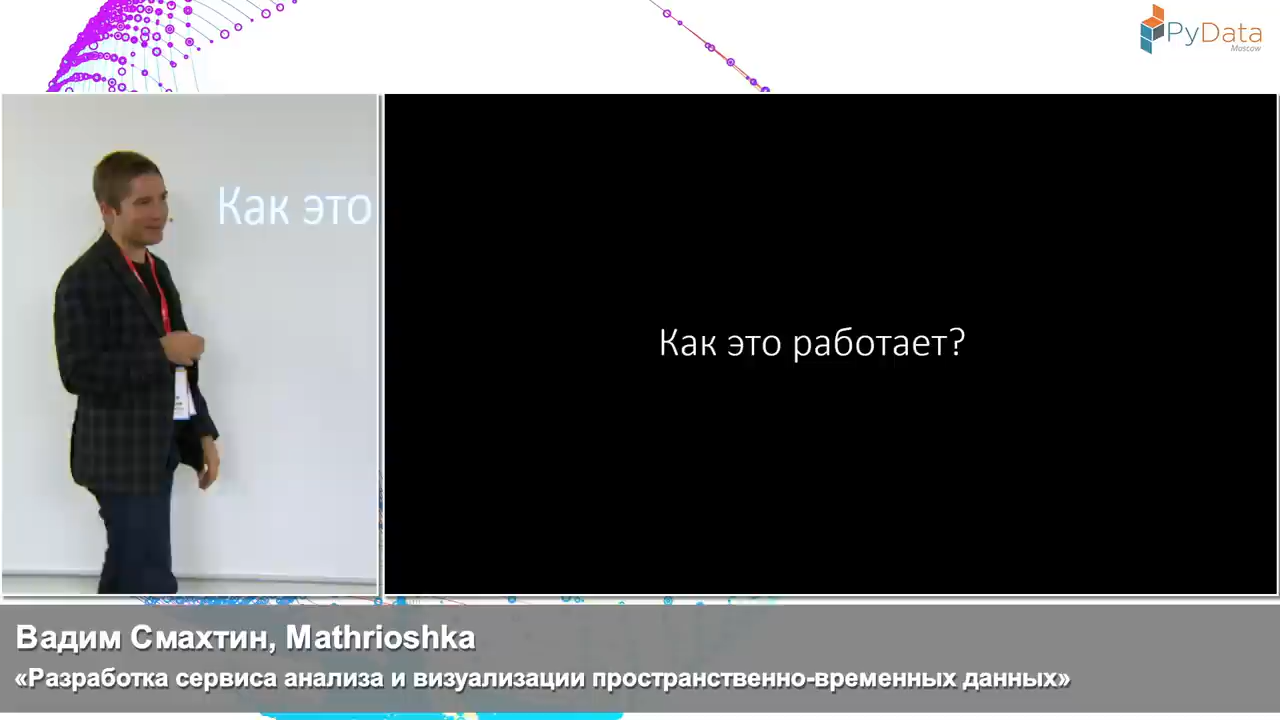 PyData
Moscow
Как это
Как это работает?
Вадим Смахтин, Mathrioshka
«Разработка сервиса анализа и визуализации пространственно-временных данных»